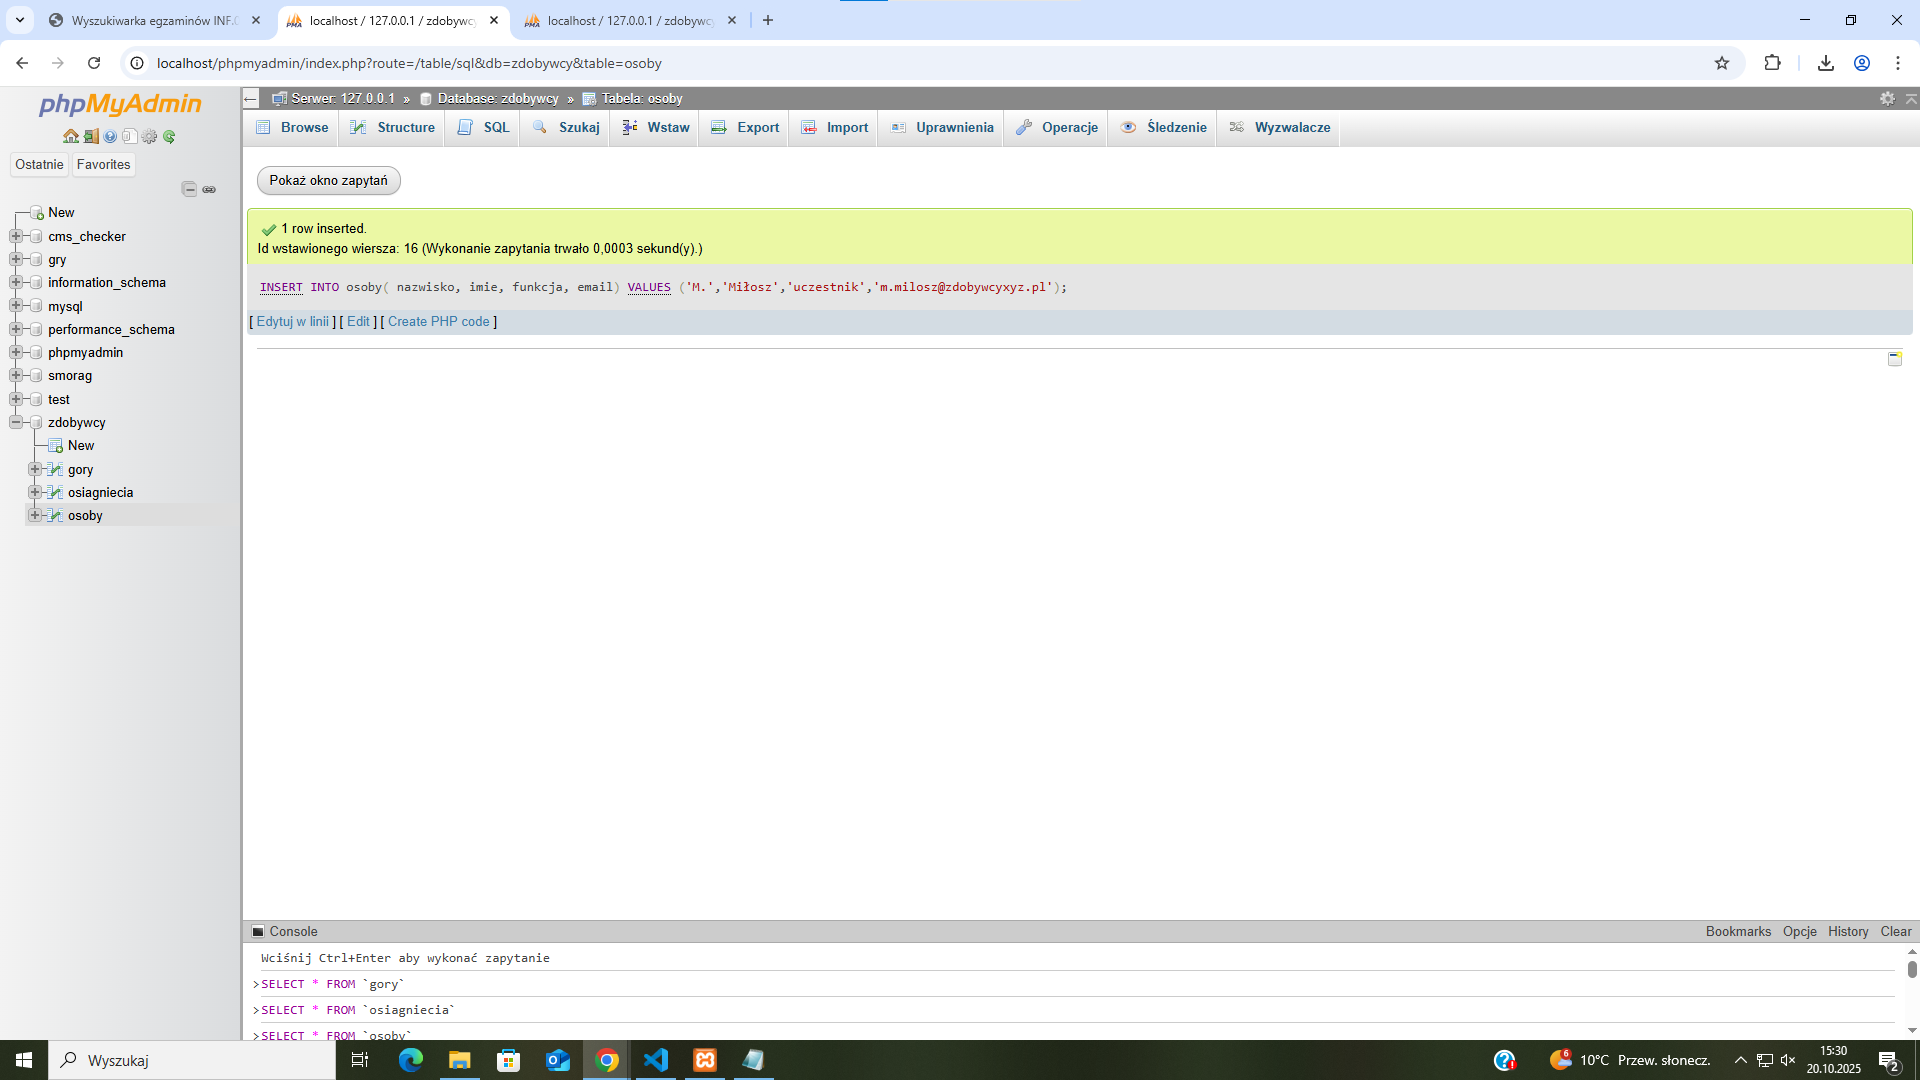 Wyszukiwarka egzaminów INF.0
localhost / 127.0.0.1 / zdobywcy
localhost / 127.0.0.1 / zdobywcy
localhost/phpmyadmin/index.php?route=/table/sql&db=zdobywcy&table=osoby
phpMyAdmin
Serwer: 127.0.0.1 » Database: zdobywcy » Tabela: osoby
Browse Structure SQL Szukaj Wstaw Export Import Uprawnienia Operacje Śledzenie Wyzwalacze
Ostatnie Favorites
Pokaż okno zapytań
New
cms_checker
gry
information_schema
mysql
performance_schema
phpmyadmin
smorag
test
zdobywcy
New
gory
osiagniecia
osoby
1 row inserted.
Id wstawionego wiersza: 16 (Wykonanie zapytania trwało 0,0003 sekund(y).)
INSERT INTO osoby( nazwisko, imie, funkcja, email) VALUES ('M.','Miłosz','uczestnik','m.milosz@zdobywcyxyz.pl');
[ Edytuj w linii ] [ Edit ] [ Create PHP code ]
Console Bookmarks Opcje History Clear
Wciśnij Ctrl+Enter aby wykonać zapytanie
>SELECT * FROM `gory`
>SELECT * FROM `osiagniecia`
>SELECT * FROM `osoby`
Wyszukaj
6
10°C Przew. słonecz.
15:30
20.10.2025
2